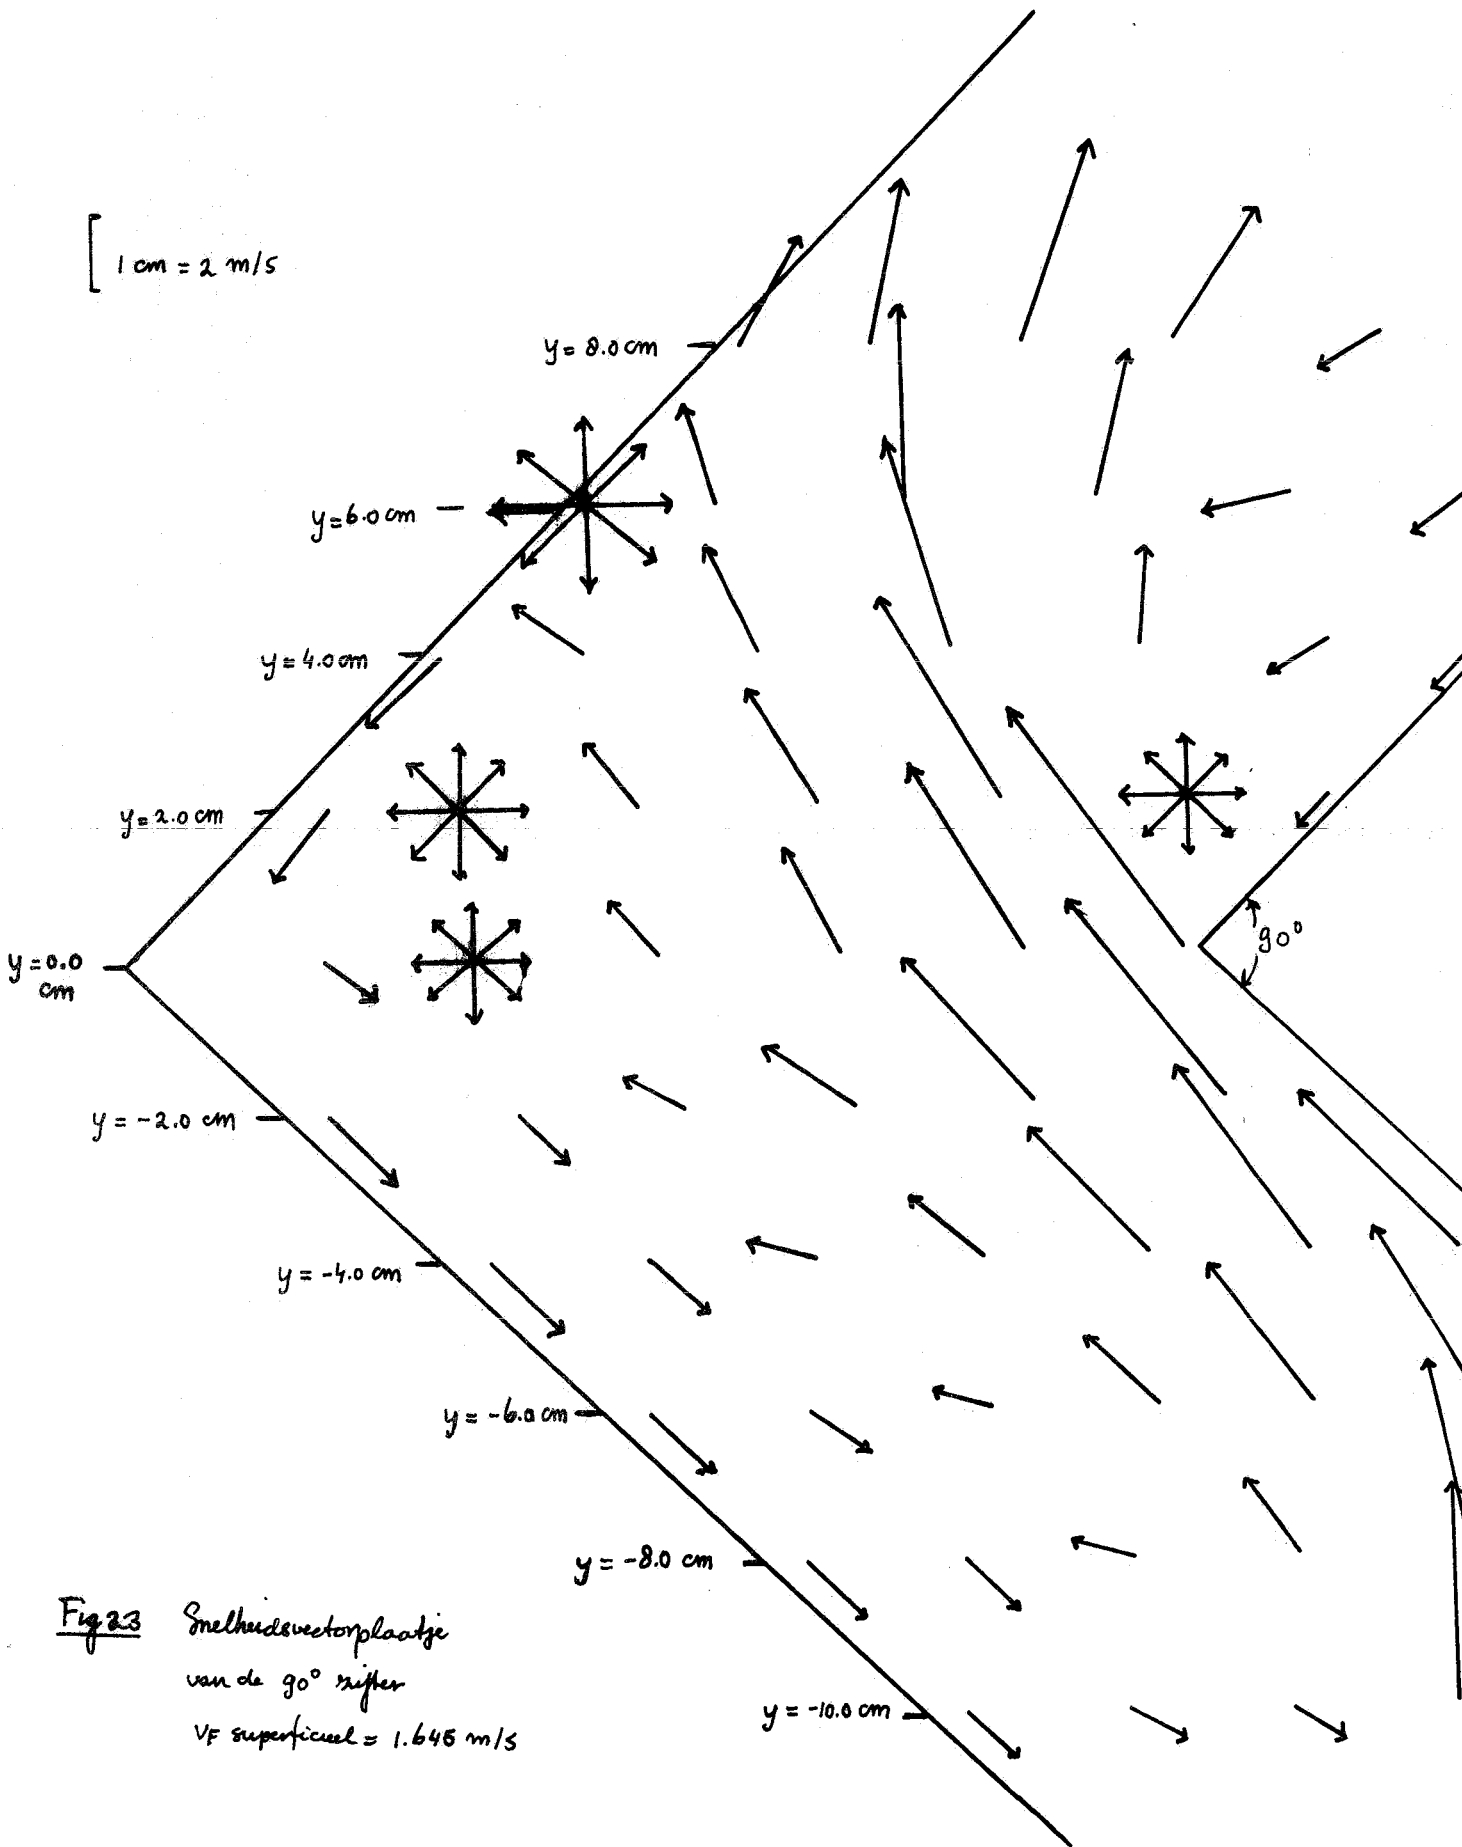 1 cm = 2 m/s
y = 8.0 cm
y = 6.0 cm
y = 4.0 cm
y = 2.0 cm
y = 0.0
cm
90°
y = -2.0 cm
y = -4.0 cm
y = -6.0 cm
y = -8.0 cm
y = -10.0 cm
Fig 23 Snelheidsvectorplaatje
van de 90° zifter
VF superficieel = 1.645 m/s